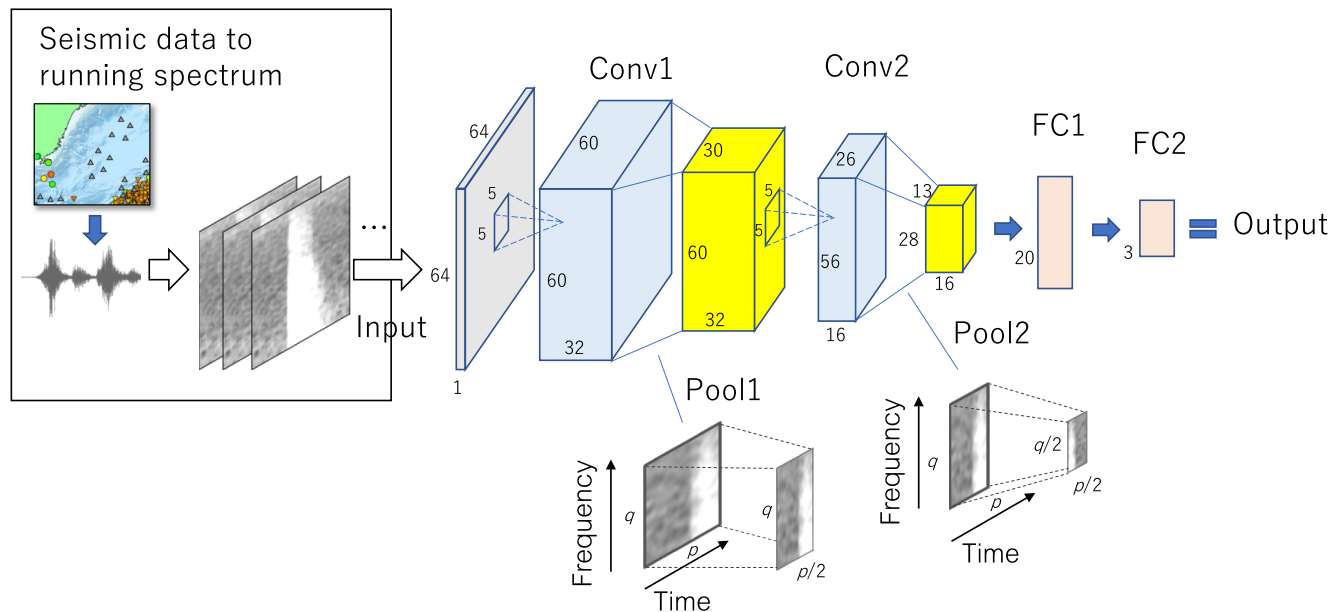 Seismic data to
running spectrum
...
Input
64
64
1
5
5
Conv1
60
60
32
30
60
32
5
5
Conv2
26
56
16
13
28
16
FC1
20
FC2
3
Output
Pool1
Frequency
q
p
Time
q
p/2
Pool2
Frequency
q
p
Time
q/2
p/2